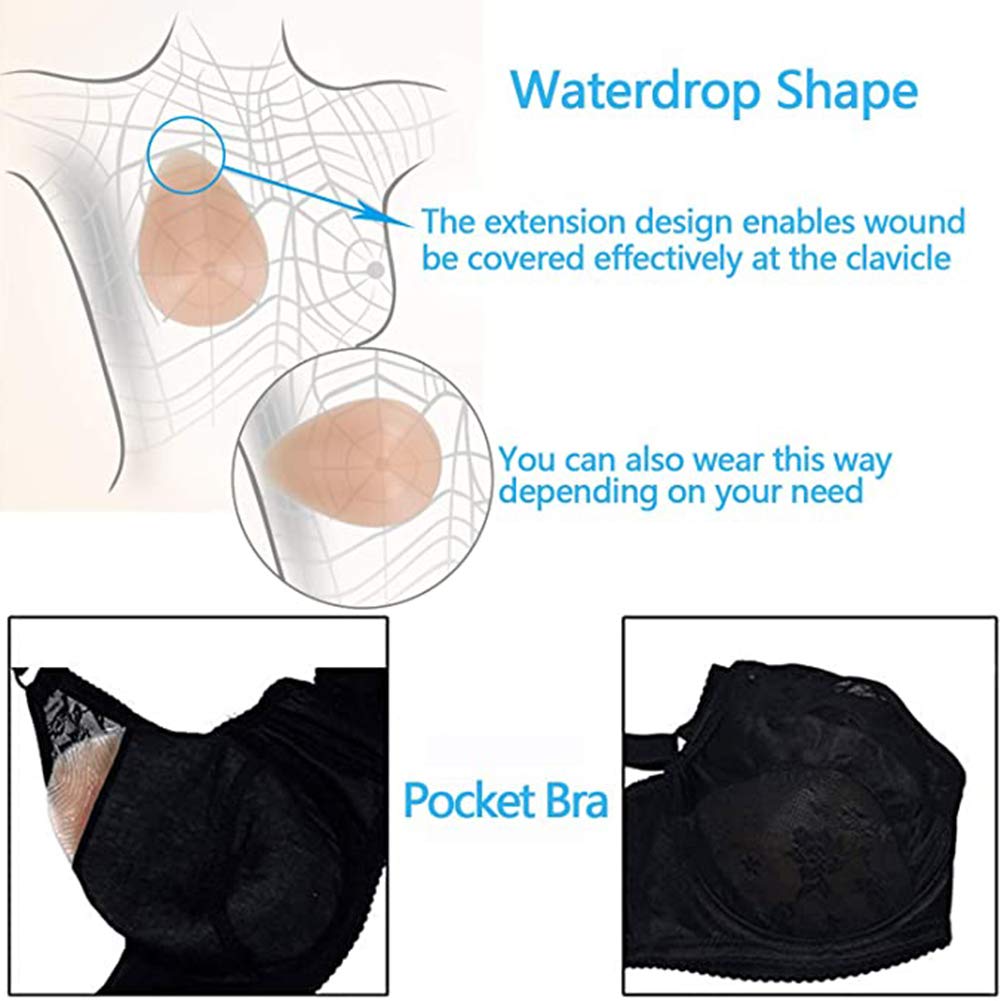 Waterdrop Shape
The extension design enables wound
be covered effectively at the clavicle
You can also wear this way
depending on your need
Pocket Bra